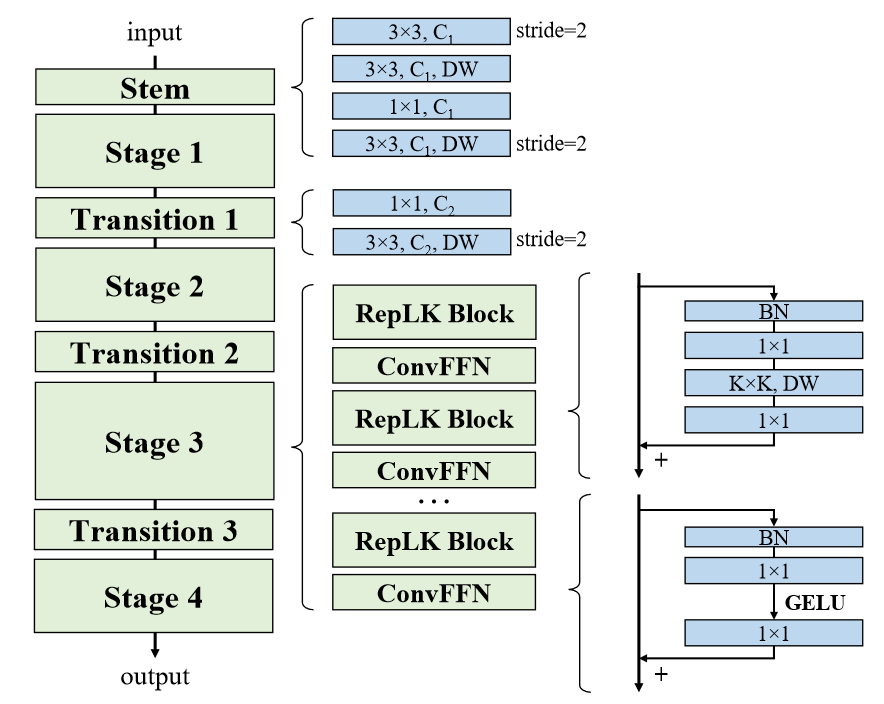 input
Stem
Stage 1
Transition 1
Stage 2
Transition 2
Stage 3
Transition 3
Stage 4
output
3×3, C₁ stride=2
3×3, C₁, DW
1×1, C₁
3×3, C₁, DW stride=2
1×1, C₂
3×3, C₂, DW stride=2
RepLK Block
ConvFFN
RepLK Block
ConvFFN
...
RepLK Block
ConvFFN
BN
1×1
K×K, DW
1×1
+
BN
1×1
GELU
1×1
+